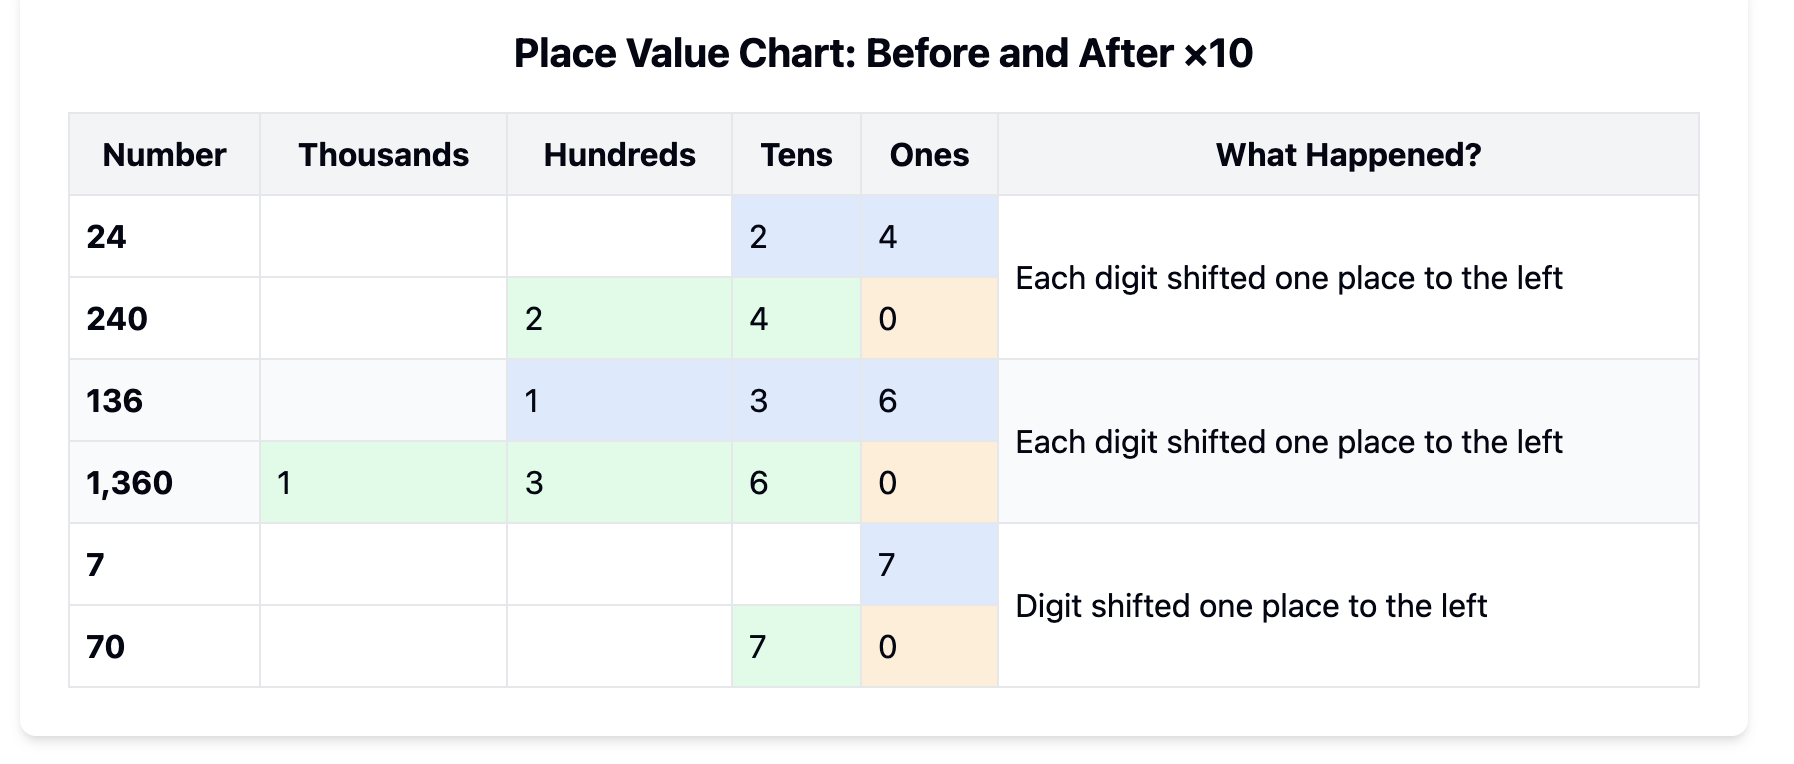 Place Value Chart: Before and After ×10
Number Thousands Hundreds Tens Ones What Happened?
24 2 4
Each digit shifted one place to the left
240 2 4 0
136 1 3 6
Each digit shifted one place to the left
1,360 1 3 6 0
7 7
Digit shifted one place to the left
70 7 0